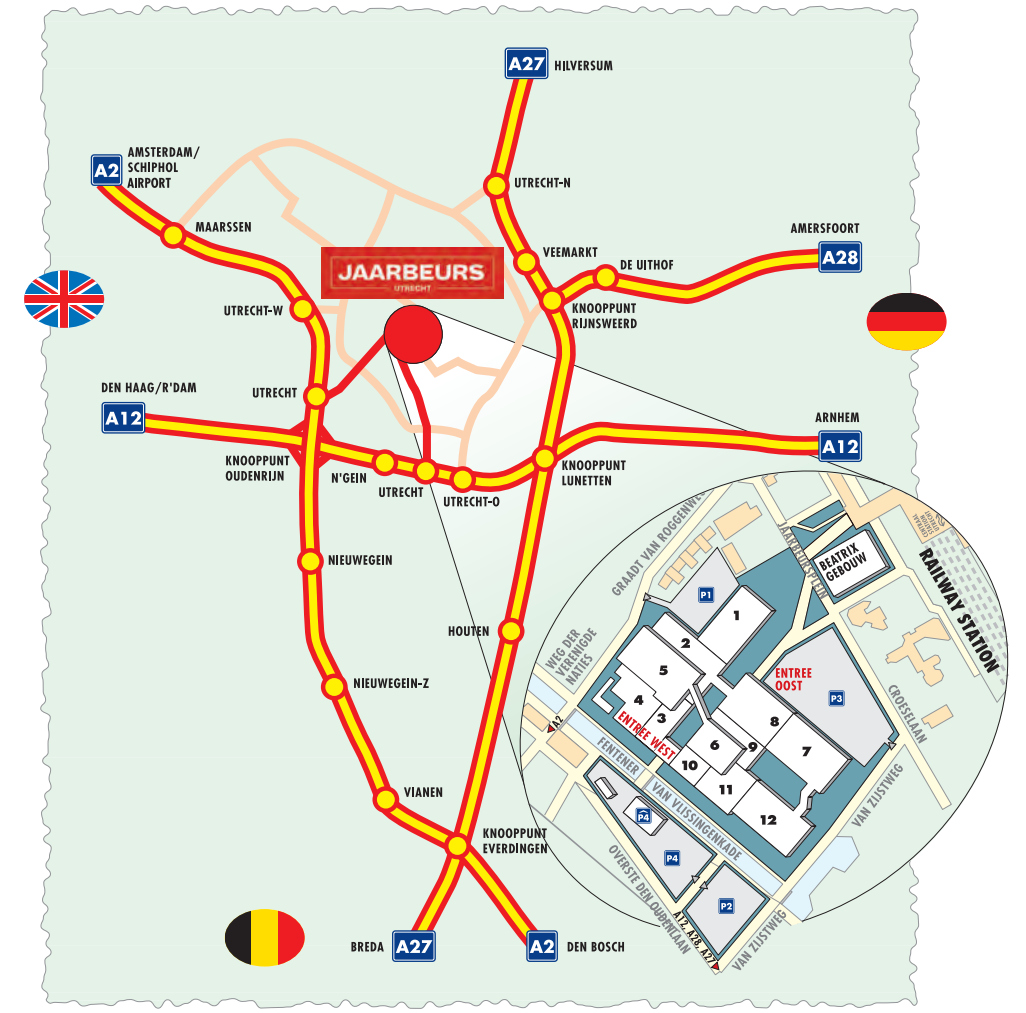 A27
HILVERSUM
A2
AMSTERDAM/
SCHIPHOL
AIRPORT
UTRECHT-N
MAARSSEN
AMERSFOORT
A28
VEEMARKT
DE UITHOF
JAARBEURS
UTRECHT
UTRECHT-W
KNOOPPUNT
RIJNSWEERD
DEN HAAG/R'DAM
A12
UTRECHT
ARNHEM
A12
KNOOPPUNT
OUDENRIJN
N'GEIN
UTRECHT
UTRECHT-O
KNOOPPUNT
LUNETTEN
NIEUWEGEIN
HOUTEN
NIEUWEGEIN-Z
VIANEN
KNOOPPUNT
EVERDINGEN
BREDA
A27
A2
DEN BOSCH
GRAADT VAN ROGGENWEG
JAARBEURSPLEIN
CENTRAAL
STATION
UTRECHT
BEATRIX
GEBOUW
RAILWAY STATION
P1
1
2
WEG DER
VERENIGDE
NATIES
5
ENTREE
OOST
P3
CROESELAAN
4
3
ENTREE WEST
A2
8
6
9
7
10
11
12
FENTENER
VAN VLISSINGENKADE
VAN ZIJSTWEG
P4
P4
OVERSTE DEN OUDENLAAN
P2
A12, A28, A27
VAN ZIJSTWEG